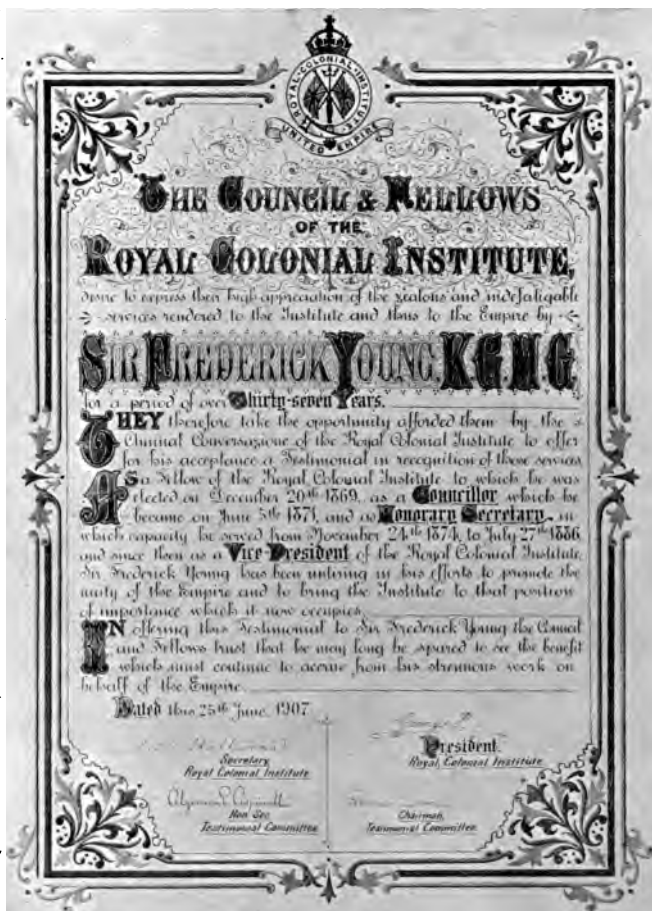 ROYAL·COLONIAL·INSTITUTE
UNITED EMPIRE
THE COUNCIL & FELLOWS
OF THE
ROYAL COLONIAL INSTITUTE,
desire to express their high appreciation of the zealous and indefatigable
services rendered to the Institute and thus to the Empire by
SIR FREDERICK YOUNG. K.C.M.G.
for a period of over Thirty-seven Years.
THEY therefore take the opportunity afforded them by the
Annual Conversazione of the Royal Colonial Institute to offer
for his acceptance a Testimonial in recognition of those services.
AS a Fellow of the Royal Colonial Institute to which he was
elected on December 20th 1869, as a Councillor which he
became on June 5th 1871, and as Honorary Secretary in
which capacity he served from November 24th 1874, to July 27th 1886
and since then as a Vice-President of the Royal Colonial Institute
Sir Frederick Young has been untiring in his efforts to promote the
unity of the Empire and to bring the Institute to that position
of importance which it now occupies.
IN offering this Testimonial to Sir Frederick Young the Council
and Fellows trust that he may long be spared to see the benefit
which must continue to accrue from his strenuous work on
behalf of the Empire.
Dated this 25th June. 1907.
George P.
Secretary
Royal Colonial Institute
President.
Royal Colonial Institute
Algernon E. Aspinall
Hon Sec.
Testimonial Committee.
Chairman,
Testimonial Committee.